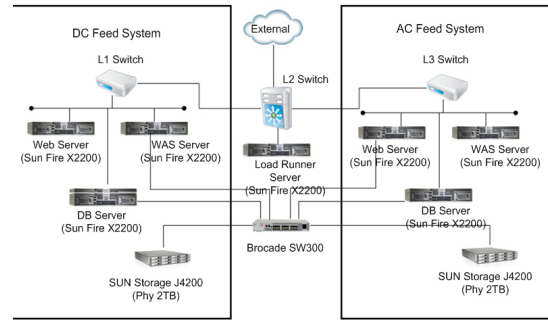 DC Feed System
External
AC Feed System
L1 Switch
L2 Switch
L3 Switch
Web Server
(Sun Fire X2200)
WAS Server
(Sun Fire X2200)
Load Runner
Server
(Sun Fire X2200)
Web Server
(Sun Fire X2200)
WAS Server
(Sun Fire X2200)
DB Server
(Sun Fire X2200)
DB Server
(Sun Fire X2200)
Brocade SW300
SUN Storage J4200
(Phy 2TB)
SUN Storage J4200
(Phy 2TB)